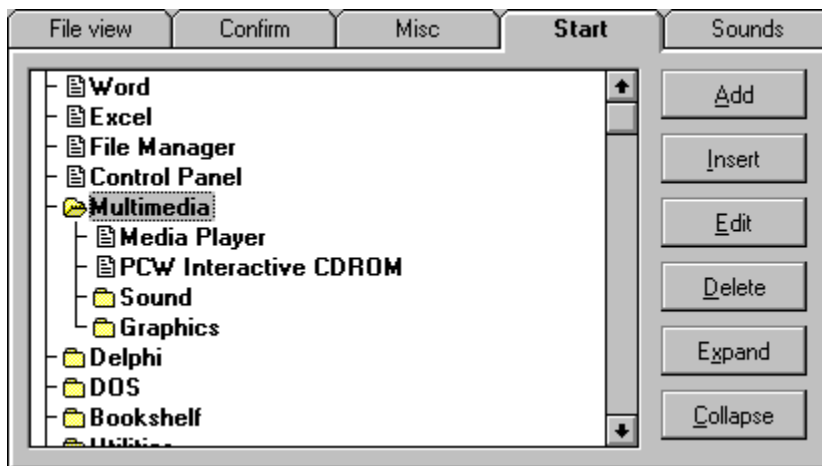 File view Confirm Misc Start Sounds
Word
Excel
File Manager
Control Panel
Multimedia
Media Player
PCW Interactive CDROM
Sound
Graphics
Delphi
DOS
Bookshelf
Add
Insert
Edit
Delete
Expand
Collapse